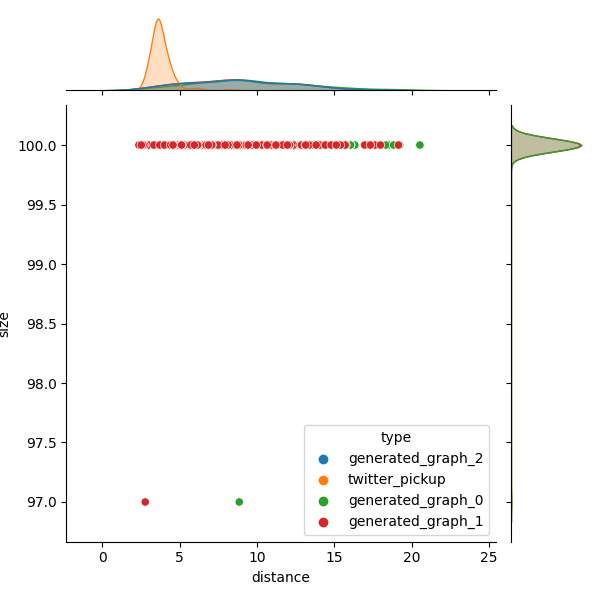 100.0
99.5
99.0
98.5
98.0
97.5
97.0
size
0
5
10
15
20
25
distance
type
generated_graph_2
twitter_pickup
generated_graph_0
generated_graph_1